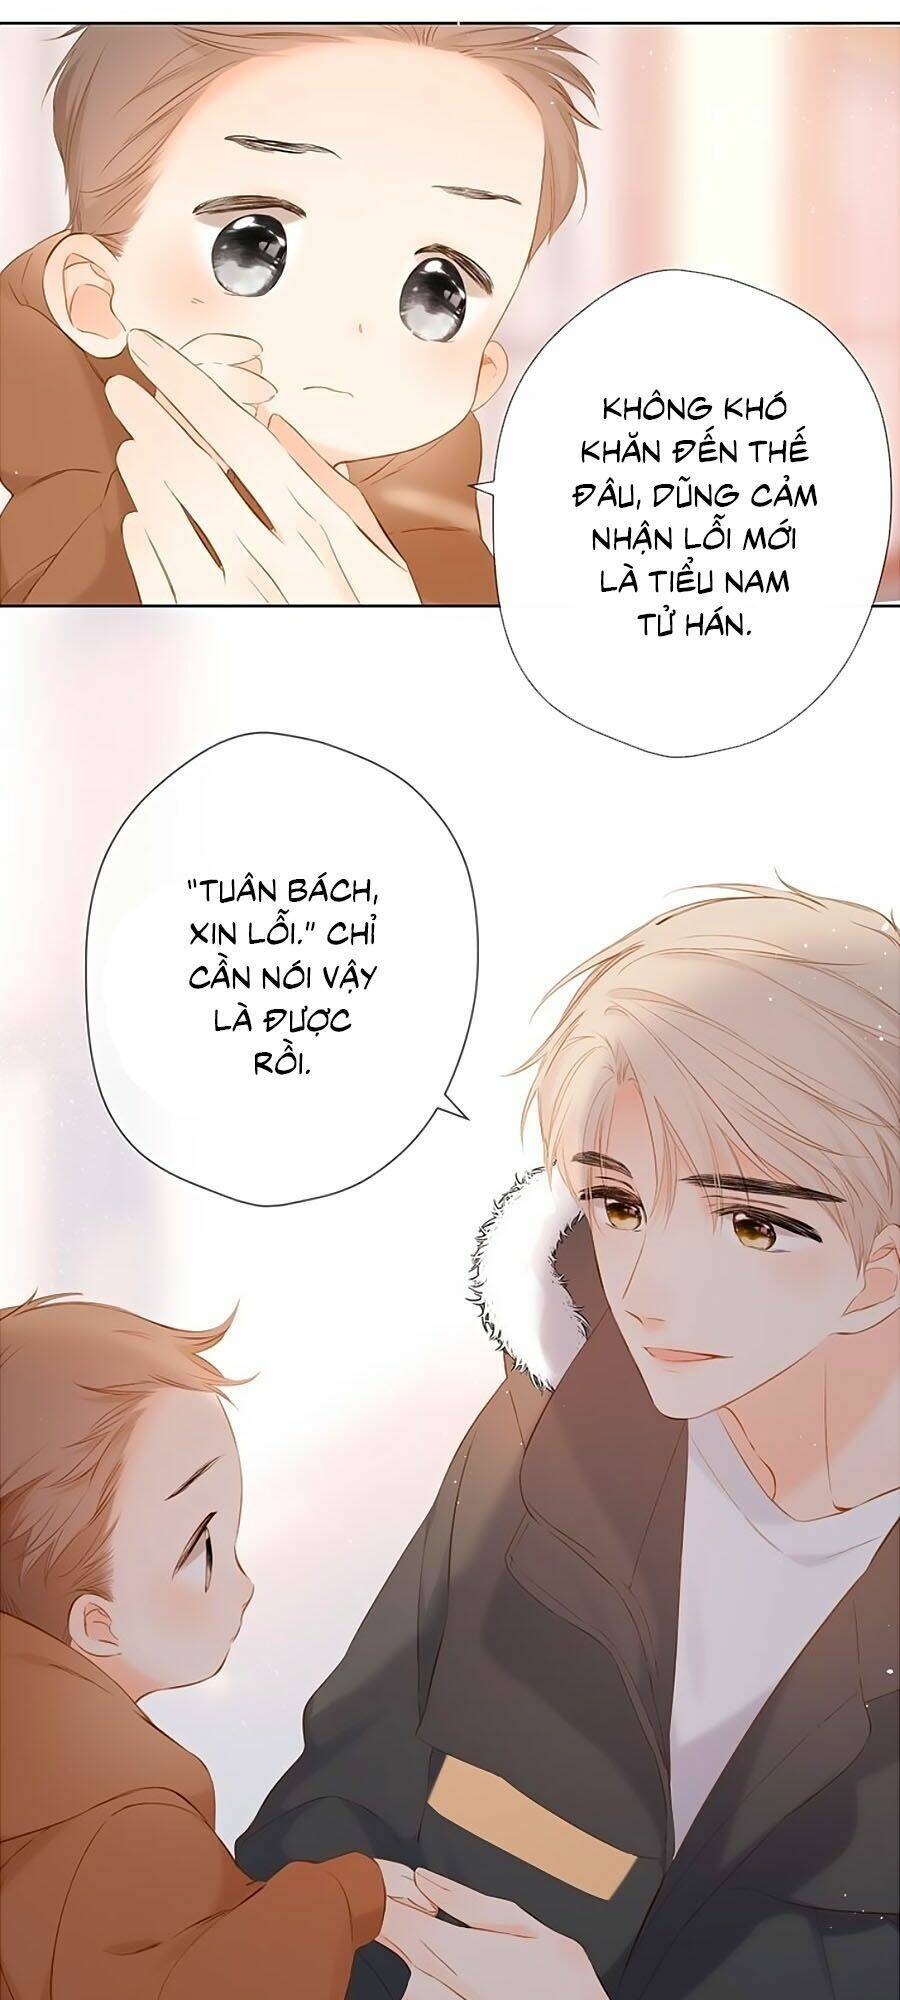 KHÔNG KHÓ
KHĂN ĐẾN THẾ
ĐÂU, DŨNG CẢM
NHẬN LỖI MỚI
LÀ TIỂU NAM
TỬ HÁN.
"TUÂN BÁCH,
XIN LỖI." CHỈ
CẦN NÓI VẬY
LÀ ĐƯỢC
RỒI.